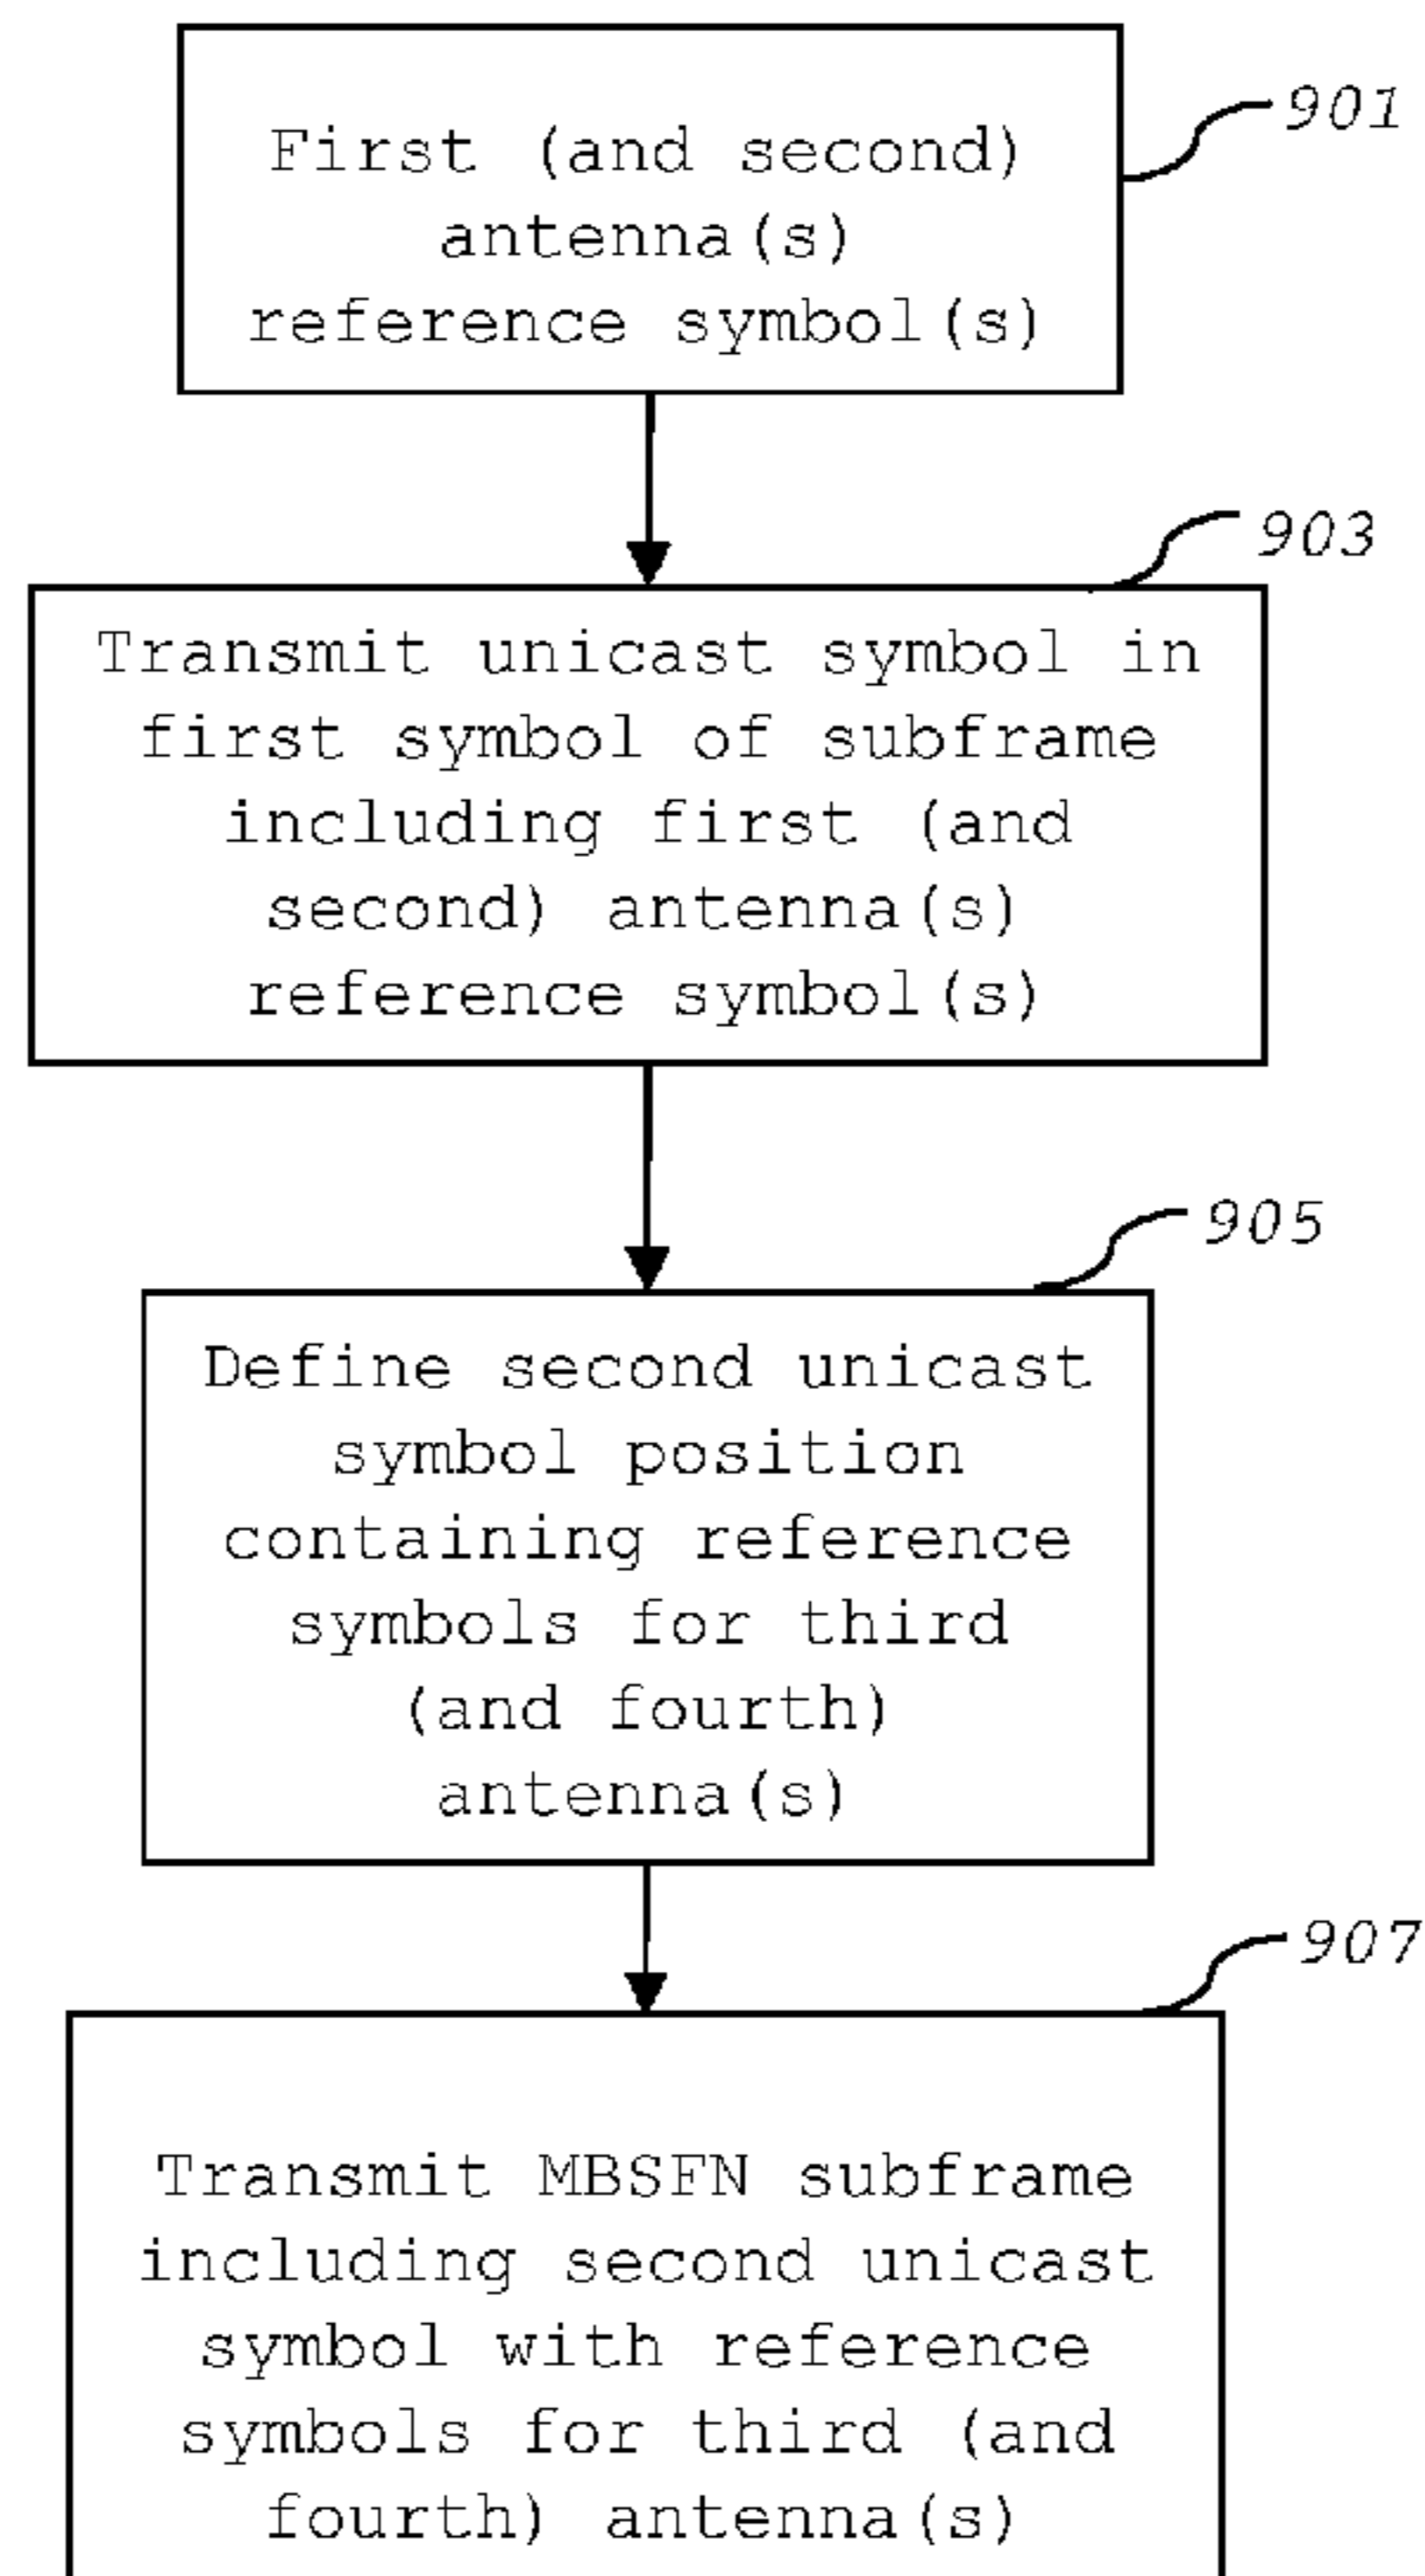 901
First (and second)
antenna(s)
reference symbol(s)
903
Transmit unicast symbol in
first symbol of subframe
including first (and
second) antenna(s)
reference symbol(s)
905
Define second unicast
symbol position
containing reference
symbols for third
(and fourth)
antenna(s)
907
Transmit MBSFN subframe
including second unicast
symbol with reference
symbols for third (and
fourth) antenna(s)